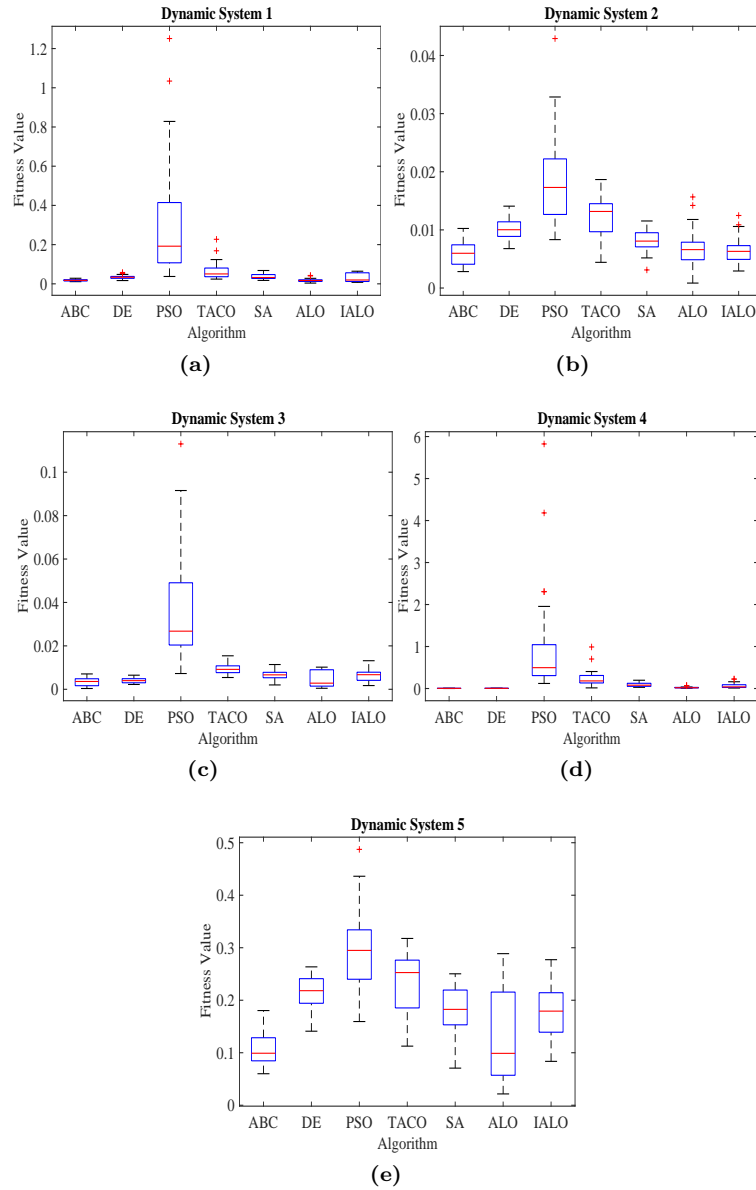 Dynamic System 1
1.2
1
0.8
0.6
0.4
0.2
0
Fitness Value
ABC DE PSO TACO SA ALO IALO
Algorithm
(a)
Dynamic System 2
0.04
0.03
0.02
0.01
0
Fitness Value
ABC DE PSO TACO SA ALO IALO
Algorithm
(b)
Dynamic System 3
0.1
0.08
0.06
0.04
0.02
0
Fitness Value
ABC DE PSO TACO SA ALO IALO
Algorithm
(c)
Dynamic System 4
6
5
4
3
2
1
0
Fitness Value
ABC DE PSO TACO SA ALO IALO
Algorithm
(d)
Dynamic System 5
0.5
0.4
0.3
0.2
0.1
0
Fitness Value
ABC DE PSO TACO SA ALO IALO
Algorithm
(e)